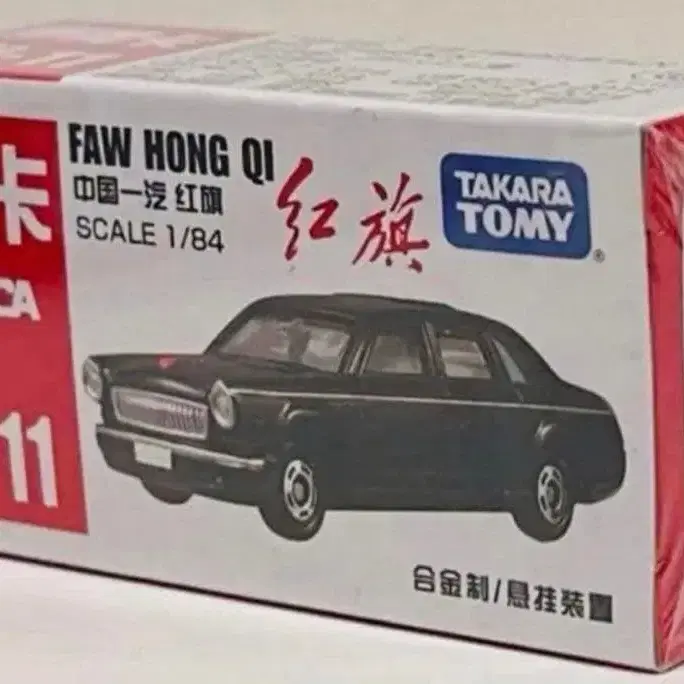 卡
CA
11
FAW HONG QI
中国一汽 红旗
SCALE 1/84
红旗
TAKARA
TOMY®
合金制/悬挂装置